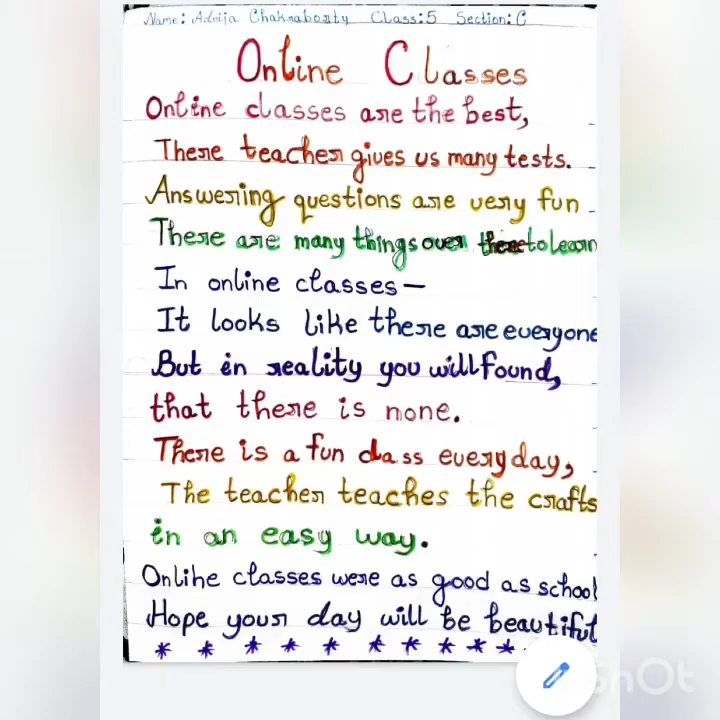 Name: Adrija Chakraborty Class:5 Section:C
Online Classes
Online classes are the best,
There teacher gives us many tests.
Answering questions are very fun
There are many things over there to learn
In online classes—
It looks like there are everyone
But in reality you will found,
that there is none.
There is a fun class everyday,
The teacher teaches the crafts
in an easy way.
Online classes were as good as school
Hope your day will be beautiful
* * * * * * * * *
ShOt